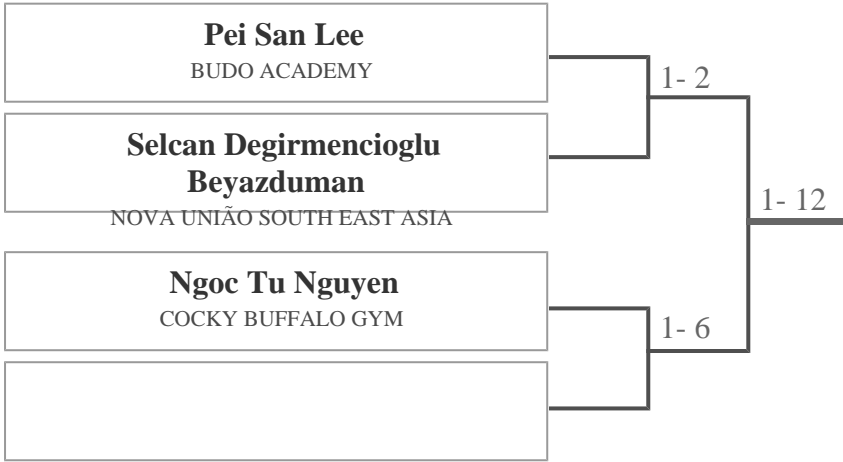 Pei San Lee
BUDO ACADEMY
1- 2
Selcan Degirmencioglu
Beyazduman
NOVA UNIÃO SOUTH EAST ASIA
1- 12
Ngoc Tu Nguyen
COCKY BUFFALO GYM
1- 6